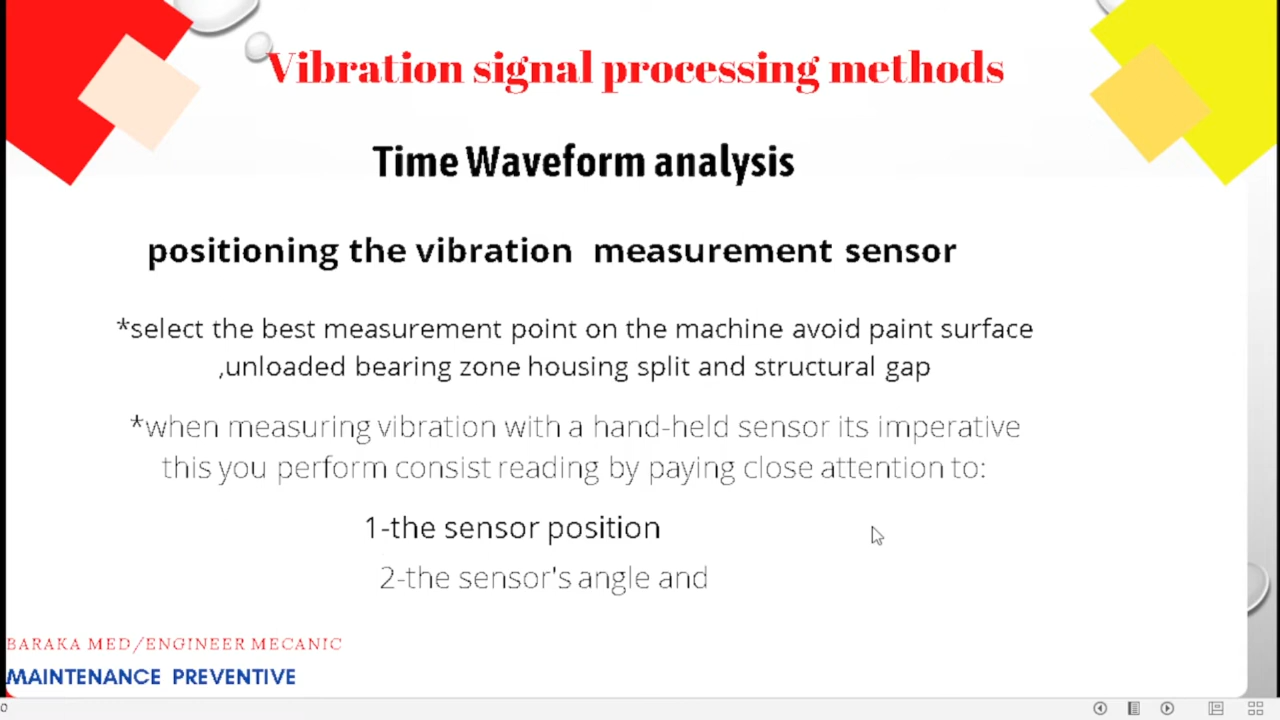 Vibration signal processing methods
Time Waveform analysis
positioning the vibration measurement sensor
*select the best measurement point on the machine avoid paint surface
,unloaded bearing zone housing split and structural gap
*when measuring vibration with a hand-held sensor its imperative
this you perform consist reading by paying close attention to:
1-the sensor position
2-the sensor's angle and
BARAKA MED/ENGINEER MECANIC
MAINTENANCE PREVENTIVE
0